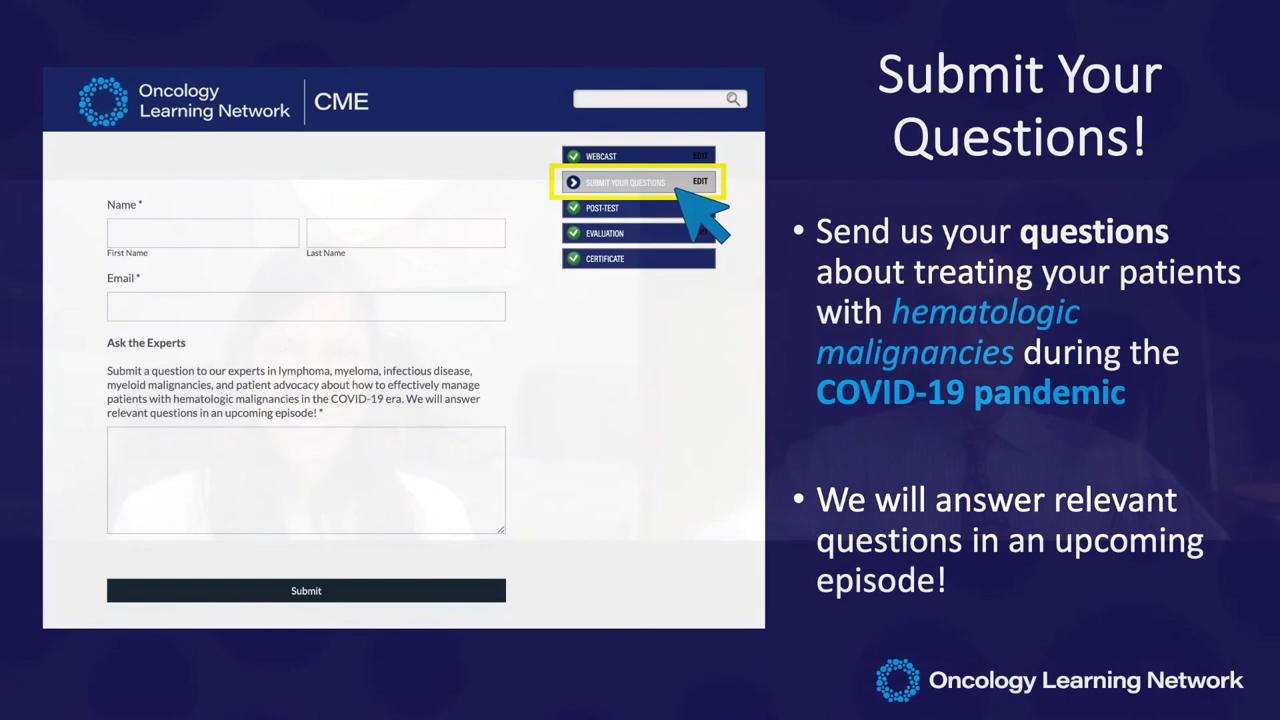 Oncology
Learning Network
CME
WEBCAST EDIT
SUBMIT YOUR QUESTIONS EDIT
POST-TEST
EVALUATION
CERTIFICATE
Name *
First Name
Last Name
Email *
Ask the Experts
Submit a question to our experts in lymphoma, myeloma, infectious disease,
myeloid malignancies, and patient advocacy about how to effectively manage
patients with hematologic malignancies in the COVID-19 era. We will answer
relevant questions in an upcoming episode! *
Submit
Submit Your
Questions!
• Send us your questions
about treating your patients
with hematologic
malignancies during the
COVID-19 pandemic
• We will answer relevant
questions in an upcoming
episode!
Oncology Learning Network